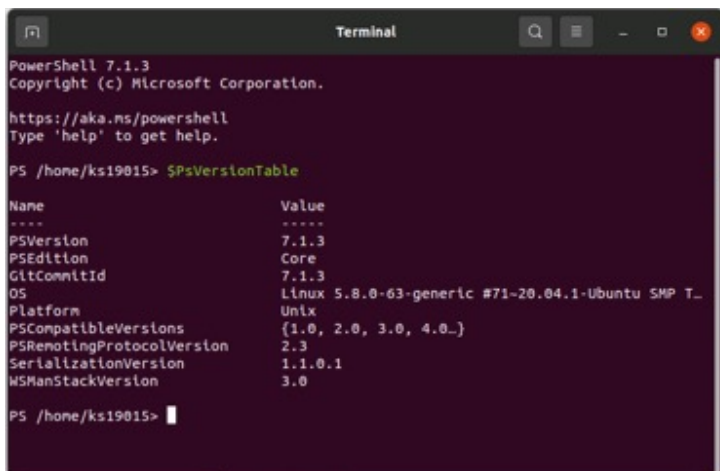 Terminal
PowerShell 7.1.3
Copyright (c) Microsoft Corporation.
https://aka.ms/powershell
Type 'help' to get help.
PS /home/ks19015> $PsVersionTable
Name Value
---- -----
PSVersion 7.1.3
PSEdition Core
GitCommitId 7.1.3
OS Linux 5.8.0-63-generic #71~20.04.1-Ubuntu SMP T…
Platform Unix
PSCompatibleVersions {1.0, 2.0, 3.0, 4.0…}
PSRemotingProtocolVersion 2.3
SerializationVersion 1.1.0.1
WSManStackVersion 3.0
PS /home/ks19015>